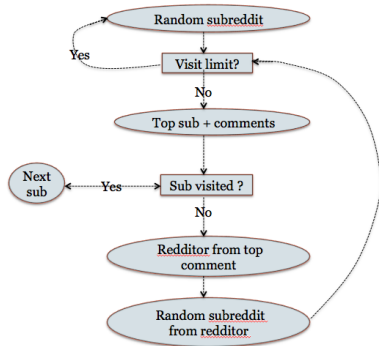 Random subreddit
Yes
Visit limit?
No
Top sub + comments
Next
sub
Yes
Sub visited ?
No
Redditor from top
comment
Random subreddit
from redditor